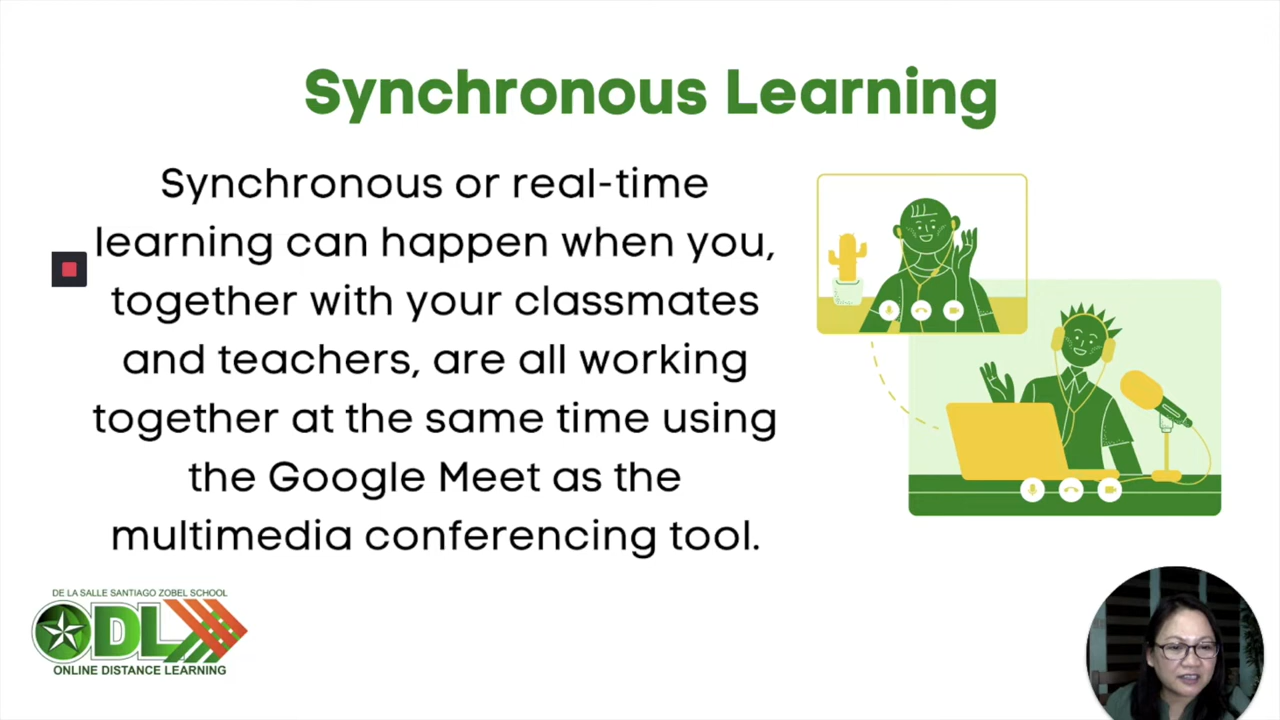 Synchronous Learning
Synchronous or real-time
learning can happen when you,
together with your classmates
and teachers, are all working
together at the same time using
the Google Meet as the
multimedia conferencing tool.
DE LA SALLE SANTIAGO ZOBEL SCHOOL
ODL
ONLINE DISTANCE LEARNING